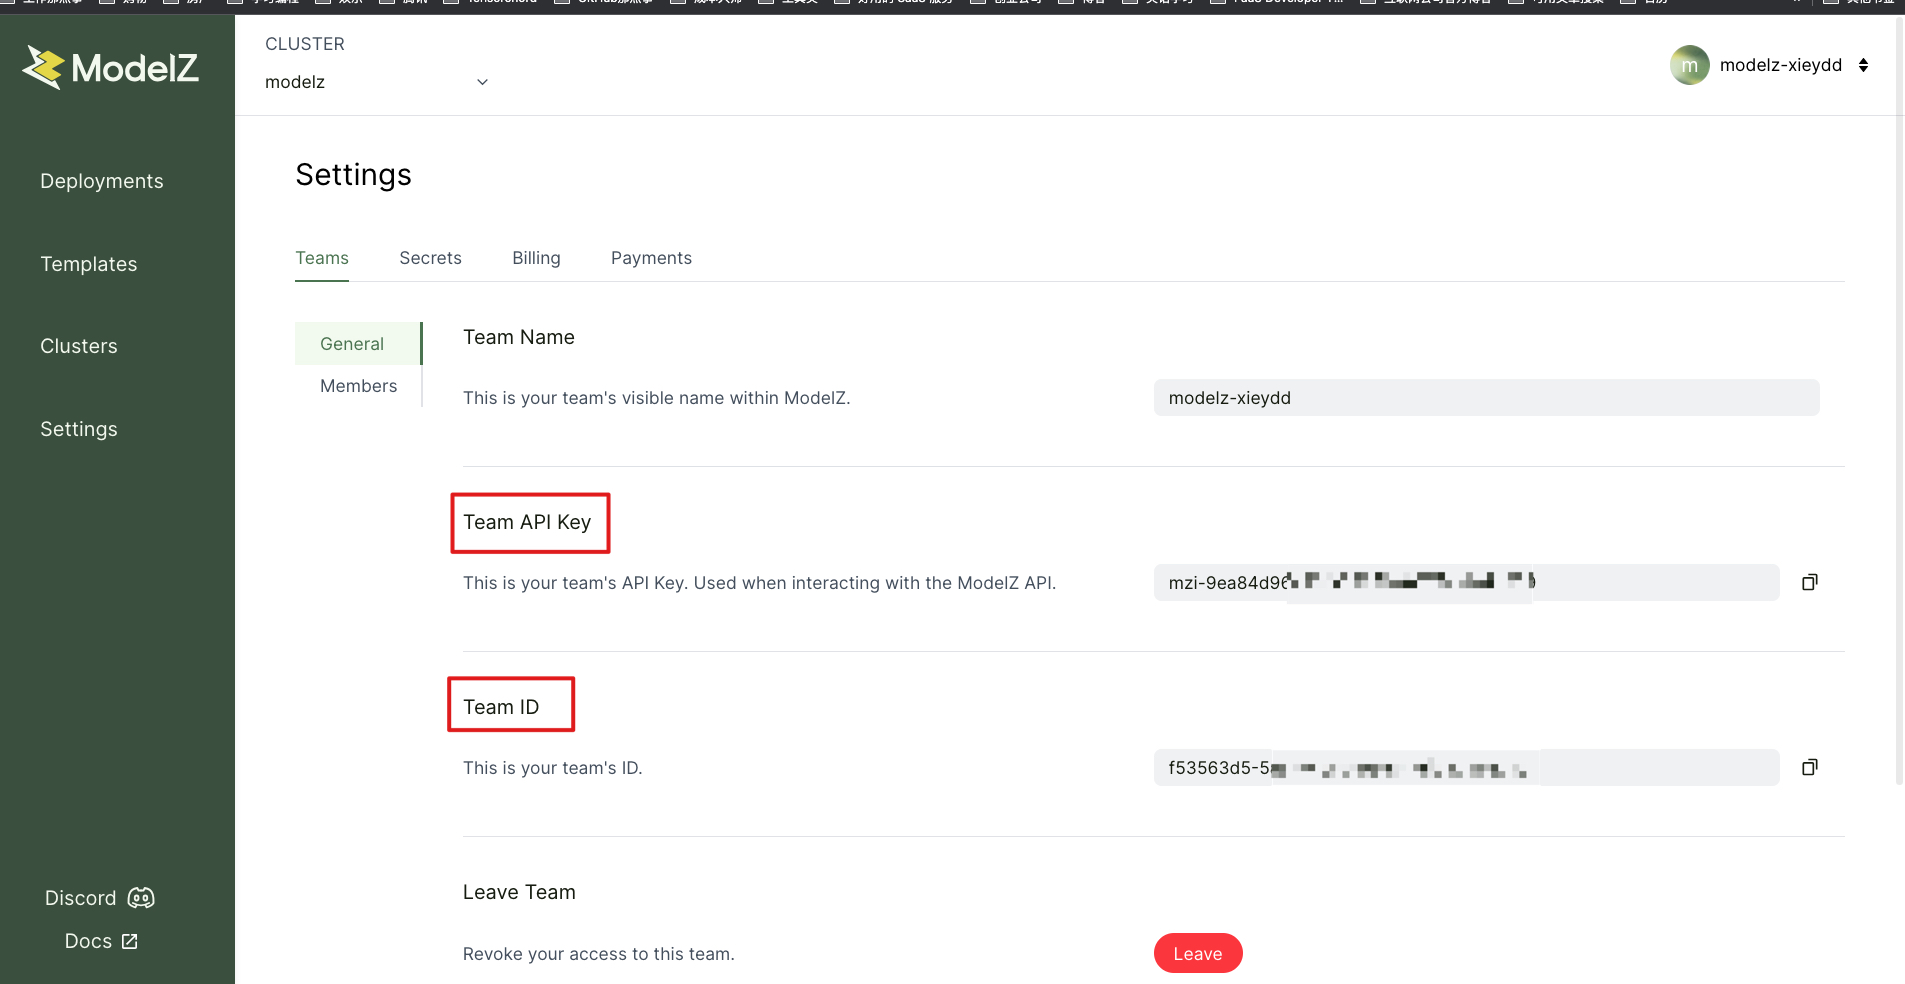 ModelZ
CLUSTER
modelz
m modelz-xieydd
Deployments
Templates
Clusters
Settings
Discord
Docs
Settings
Teams Secrets Billing Payments
General
Members
Team Name
This is your team's visible name within ModelZ.
modelz-xieydd
Team API Key
This is your team's API Key. Used when interacting with the ModelZ API.
mzi-9ea84d96
Team ID
This is your team's ID.
f53563d5-5
Leave Team
Revoke your access to this team.
Leave